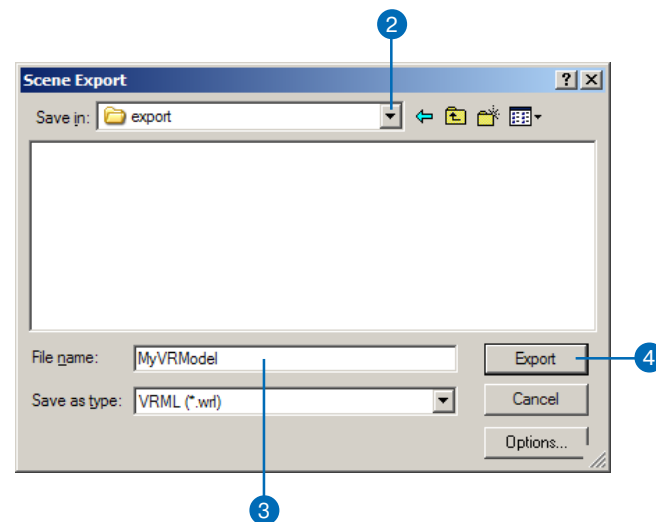 2
Scene Export
Save in: export
File name: MyVRModel
Export
4
Save as type: VRML (*.wrl)
Cancel
Options...
3